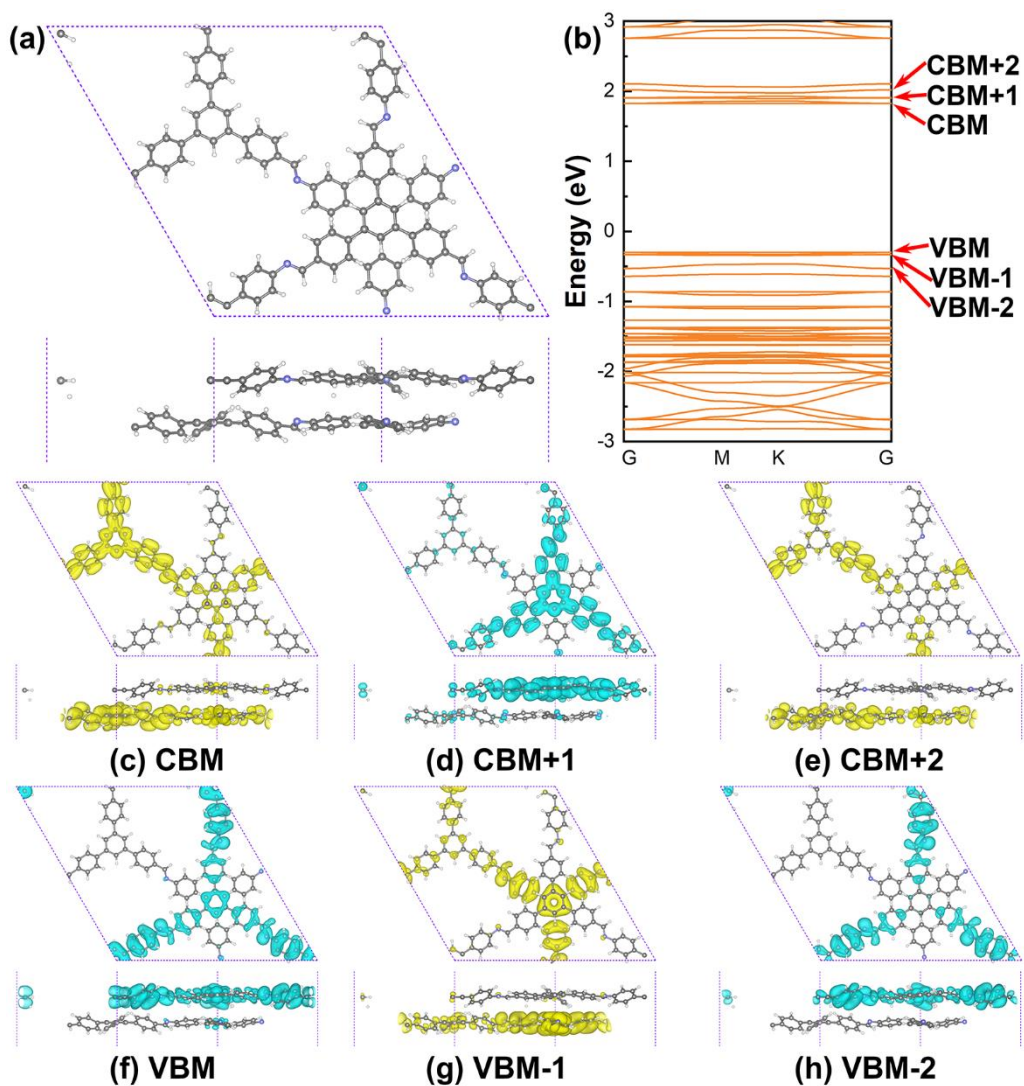 (a)
(b)
3
2
1
0
-1
-2
-3
Energy (eV)
G M K G
CBM+2
CBM+1
CBM
VBM
VBM-1
VBM-2
(c) CBM
(d) CBM+1
(e) CBM+2
(f) VBM
(g) VBM-1
(h) VBM-2